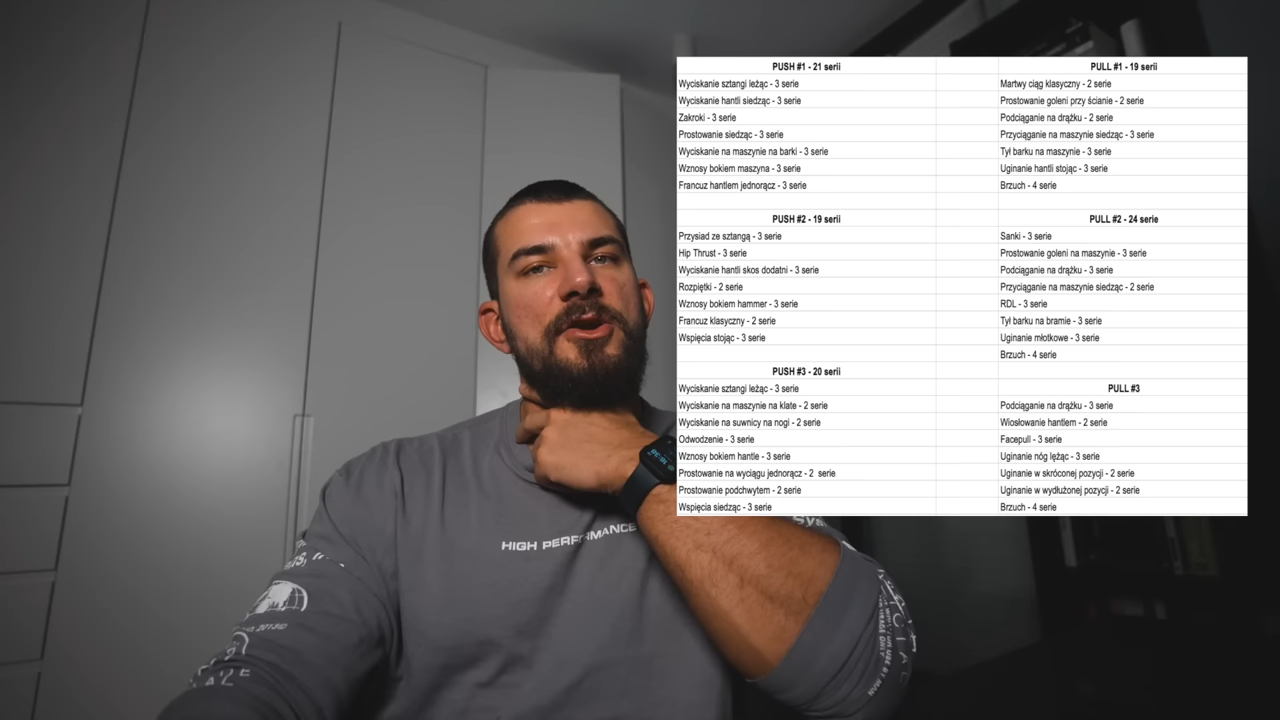 PUSH #1 - 21 serii
Wyciskanie sztangi leżąc - 3 serie
Wyciskanie hantli siedząc - 3 serie
Zakroki - 3 serie
Prostowanie siedząc - 3 serie
Wyciskanie na maszynie na barki - 3 serie
Wznosy bokiem maszyna - 3 serie
Francuz hantlem jednorącz - 3 serie
PUSH #2 - 19 serii
Przysiad ze sztangą - 3 serie
Hip Thrust - 3 serie
Wyciskanie hantli skos dodatni - 3 serie
Rozpiętki - 2 serie
Wznosy bokiem hammer - 3 serie
Francuz klasyczny - 2 serie
Wspięcia stojąc - 3 serie
PUSH #3 - 20 serii
Wyciskanie sztangi leżąc - 3 serie
Wyciskanie na maszynie na klate - 2 serie
Wyciskanie na suwnicy na nogi - 2 serie
Odwodzenie - 3 serie
Wznosy bokiem hantle - 3 serie
Prostowanie na wyciągu jednorącz - 2  serie
Prostowanie podchwytem - 2 serie
Wspięcia siedząc - 3 serie
PULL #1 - 19 serii
Martwy ciąg klasyczny - 2 serie
Prostowanie goleni przy ścianie - 2 serie
Podciąganie na drążku - 2 serie
Przyciąganie na maszynie siedząc - 3 serie
Tył barku na maszynie - 3 serie
Uginanie hantli stojąc - 3 serie
Brzuch - 4 serie
PULL #2 - 24 serie
Sanki - 3 serie
Prostowanie goleni na maszynie - 3 serie
Podciąganie na drążku - 3 serie
Przyciąganie na maszynie siedząc - 2 serie
RDL - 3 serie
Tył barku na bramie - 3 serie
Uginanie młotkowe - 3 serie
Brzuch - 4 serie
PULL #3
Podciąganie na drążku - 3 serie
Wiosłowanie hantlem - 2 serie
Facepull - 3 serie
Uginanie nóg lężąc - 3 serie
Uginanie w skróconej pozycji - 2 serie
Uginanie w wydłużonej pozycji - 2 serie
Brzuch - 4 serie
HIGH PERFORMANCE